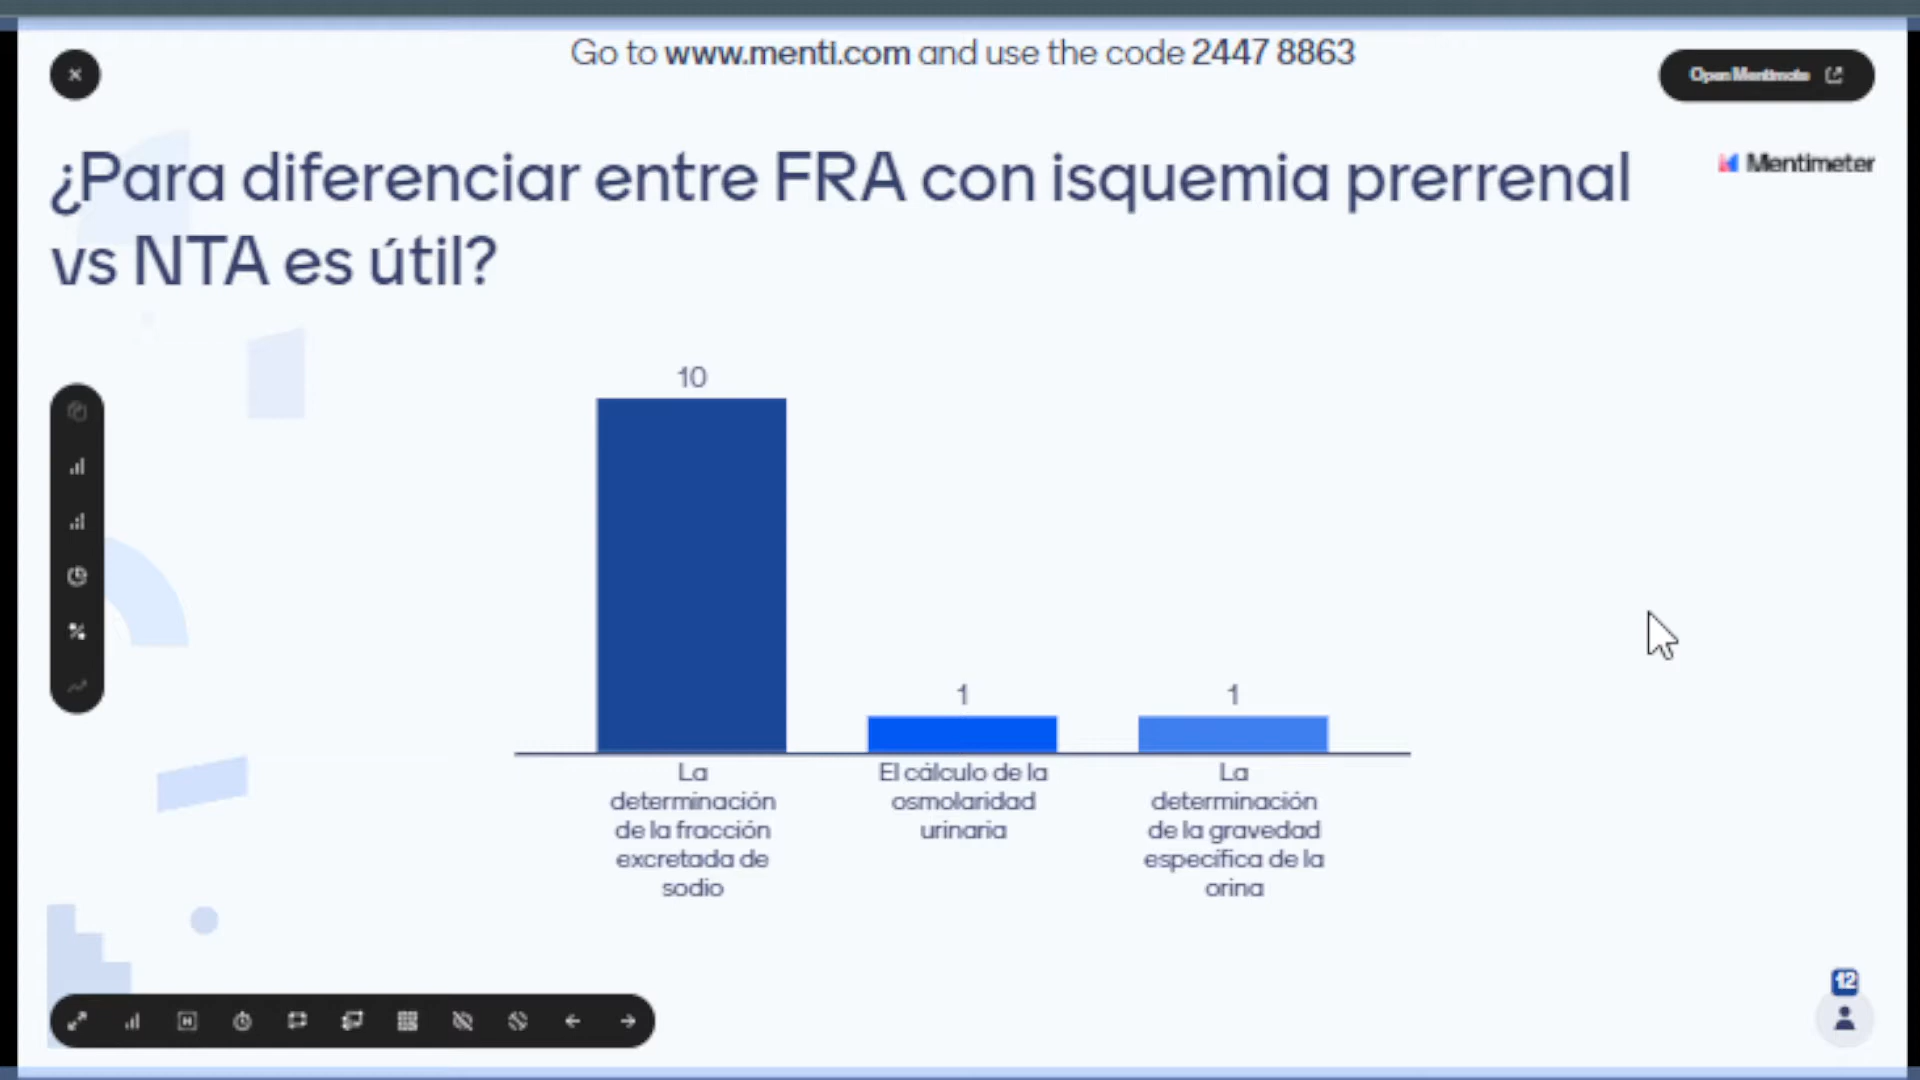 Go to www.menti.com and use the code 2447 8863
Open Mentimote
¿Para diferenciar entre FRA con isquemia prerrenal
vs NTA es útil?
Mentimeter
10
1
1
La
determinación
de la fracción
excretada de
sodio
El cálculo de la
osmolaridad
urinaria
La
determinación
de la gravedad
específica de la
orina
12